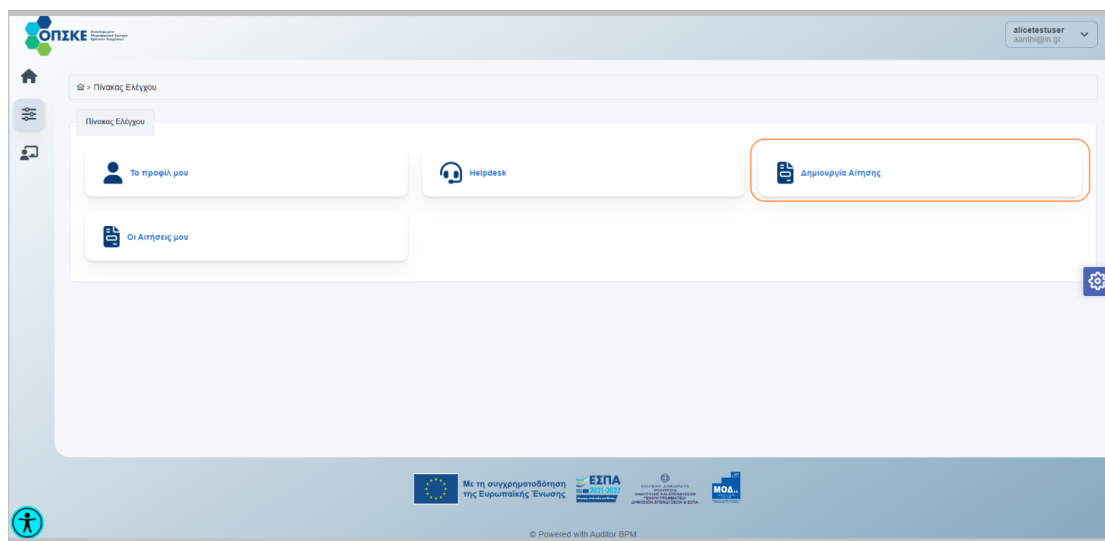 ΟΠΣΚΕ
alicetestuser
aanthi@in.gr
> Πίνακας Ελέγχου
Πίνακας Ελέγχου
Το προφίλ μου
Helpdesk
Δημιουργία Αίτησης
Οι Αιτήσεις μου
Με τη συγχρηματοδότηση
της Ευρωπαϊκής Ένωσης
ΕΣΠΑ
2021-2027
ΜΟΔ
© Powered with Auditor BPM